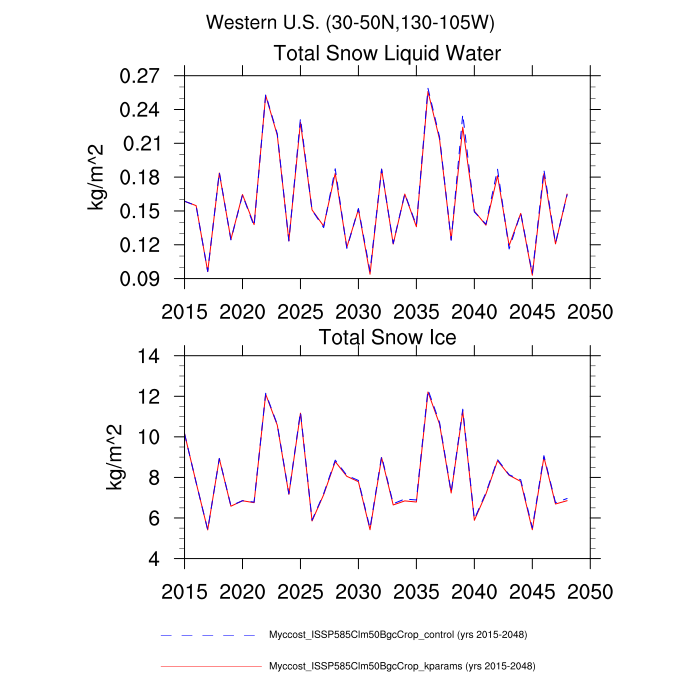 Western U.S. (30-50N,130-105W)
Total Snow Liquid Water
0.27
0.24
0.21
0.18
0.15
0.12
0.09
kg/m^2
2015 2020 2025 2030 2035 2040 2045 2050
Total Snow Ice
14
12
10
8
6
4
kg/m^2
2015 2020 2025 2030 2035 2040 2045 2050
Myccost_ISSP585Clm50BgcCrop_control (yrs 2015-2048)
Myccost_ISSP585Clm50BgcCrop_kparams (yrs 2015-2048)